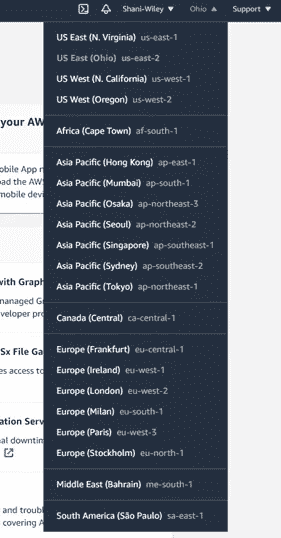 Shani-Wiley Ohio Support
US East (N. Virginia) us-east-1
US East (Ohio) us-east-2
US West (N. California) us-west-1
US West (Oregon) us-west-2
your AW
Africa (Cape Town) af-south-1
Asia Pacific (Hong Kong) ap-east-1
obile App n
oad the AWS
Asia Pacific (Mumbai) ap-south-1
mobile devi
Asia Pacific (Osaka) ap-northeast-3
Asia Pacific (Seoul) ap-northeast-2
Asia Pacific (Singapore) ap-southeast-1
Asia Pacific (Sydney) ap-southeast-2
with Graph
Asia Pacific (Tokyo) ap-northeast-1
managed Gr
veloper pro
Canada (Central) ca-central-1
Sx File Ga
Europe (Frankfurt) eu-central-1
es access to
Europe (Ireland) eu-west-1
Europe (London) eu-west-2
Europe (Milan) eu-south-1
ation Serv
Europe (Paris) eu-west-3
nal downtin
Europe (Stockholm) eu-north-1
Middle East (Bahrain) me-south-1
and troubl
South America (São Paulo) sa-east-1
covering A